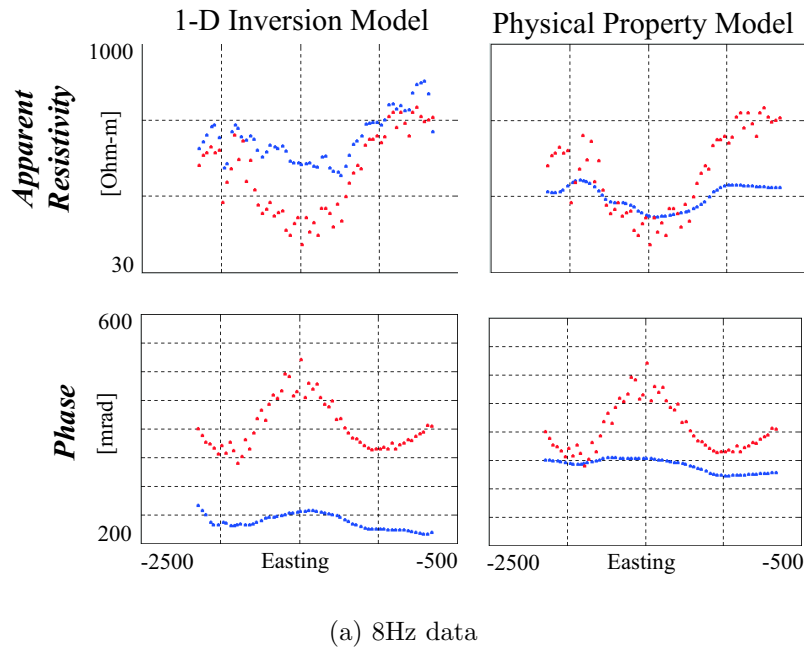 1-D Inversion Model
Physical Property Model
Apparent
Resistivity
[Ohm-m]
1000
30
Phase
[mrad]
600
200
-2500 Easting -500
-2500 Easting -500
(a) 8Hz data